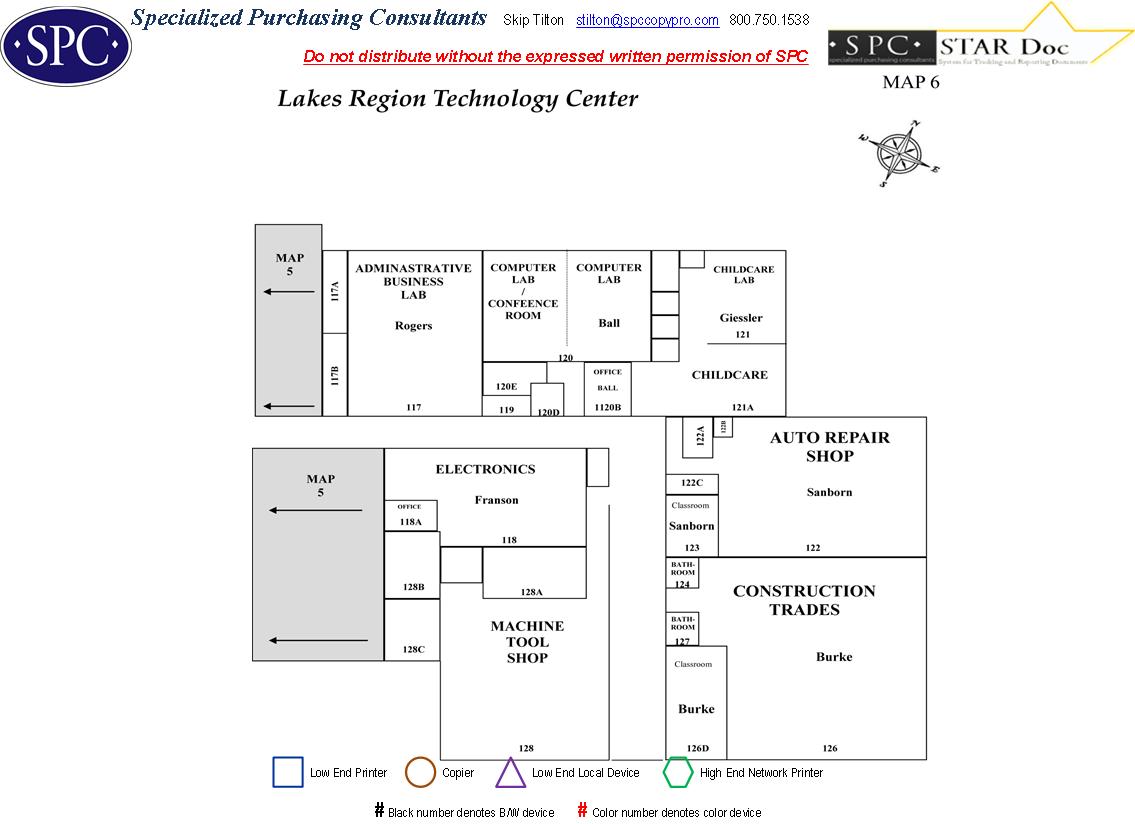 SPC
Specialized Purchasing Consultants Skip Tilton stilton@spccopypro.com 800.750.1538
Do not distribute without the expressed written permission of SPC
SPC
specialized purchasing consultants
STAR Doc
System for Tracking and Reporting Documents
MAP 6
Lakes Region Technology Center
N
W
E
S
MAP
5
117A
117B
ADMINASTRATIVE
BUSINESS
LAB
Rogers
117
COMPUTER
LAB
/
CONFEENCE
ROOM
COMPUTER
LAB
Ball
120
120E
119
120D
OFFICE
BALL
1120B
CHILDCARE
LAB
Giessler
121
CHILDCARE
121A
MAP
5
ELECTRONICS
Franson
118
OFFICE
118A
128B
128A
128C
MACHINE
TOOL
SHOP
128
122A
122B
AUTO REPAIR
SHOP
Sanborn
122
122C
Classroom
Sanborn
123
BATH-
ROOM
124
CONSTRUCTION
TRADES
Burke
126
BATH-
ROOM
127
Classroom
Burke
126D
Low End Printer Copier Low End Local Device High End Network Printer
# Black number denotes B/W device # Color number denotes color device